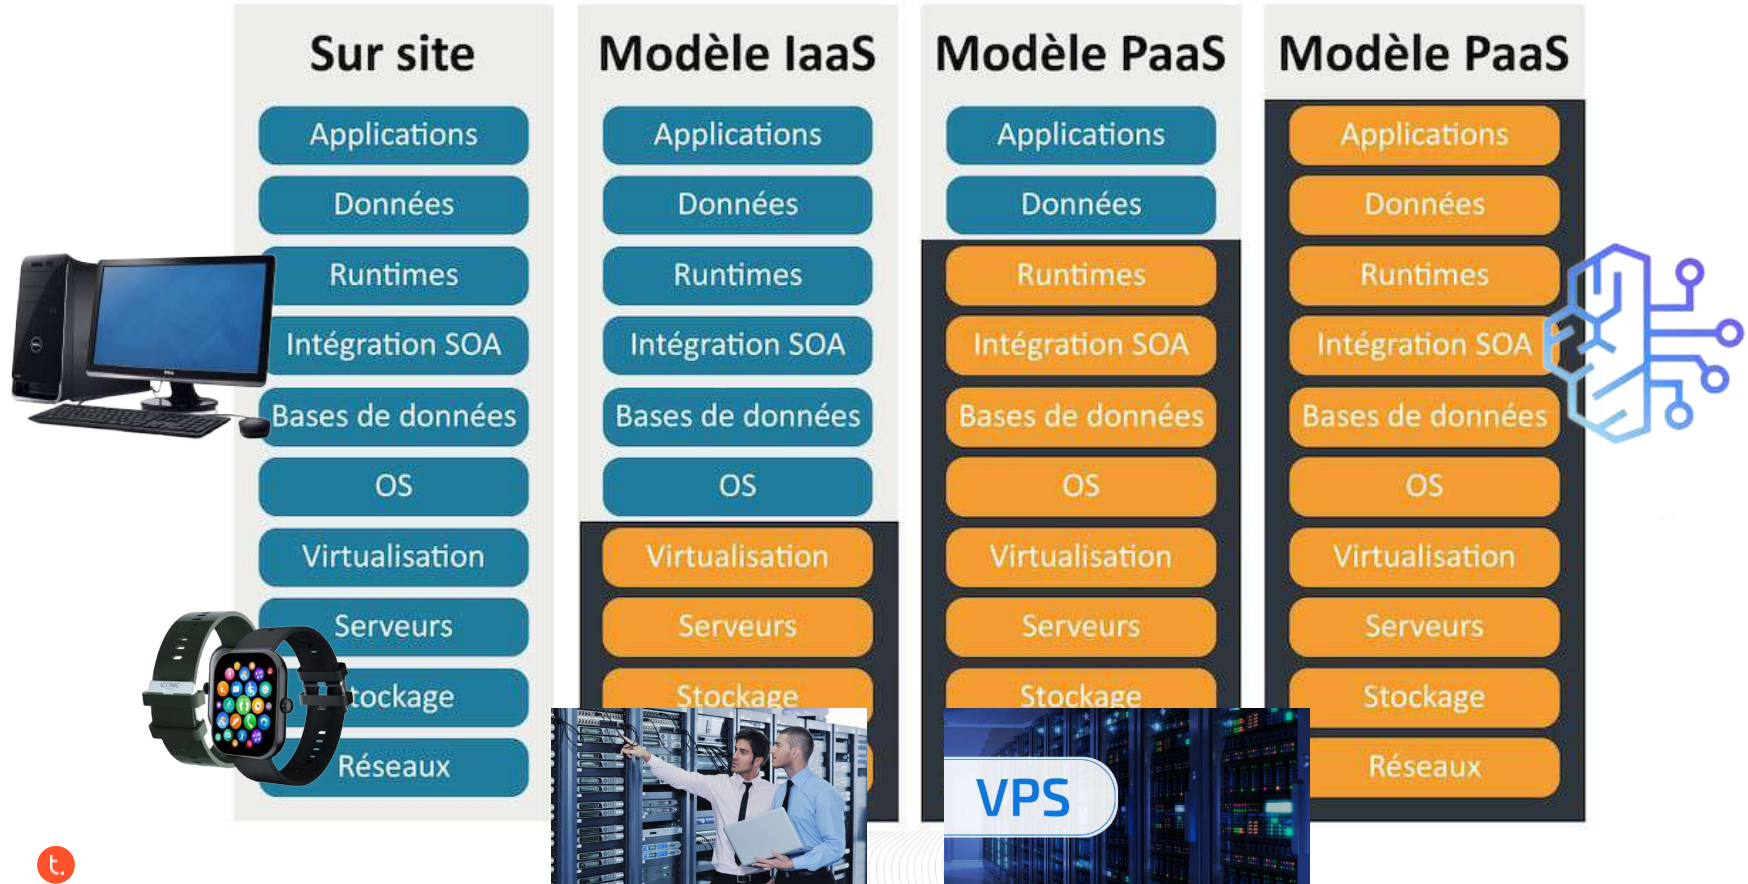 Sur site
Applications
Données
Runtimes
Intégration SOA
Bases de données
OS
Virtualisation
Serveurs
tockage
Réseaux
Modèle IaaS
Applications
Données
Runtimes
Intégration SOA
Bases de données
OS
Virtualisation
Serveurs
Stockage
Modèle PaaS
Applications
Données
Runtimes
Intégration SOA
Bases de données
OS
Virtualisation
Serveurs
Stockage
VPS
Modèle PaaS
Applications
Données
Runtimes
Intégration SOA
Bases de données
OS
Virtualisation
Serveurs
Stockage
Réseaux
t.